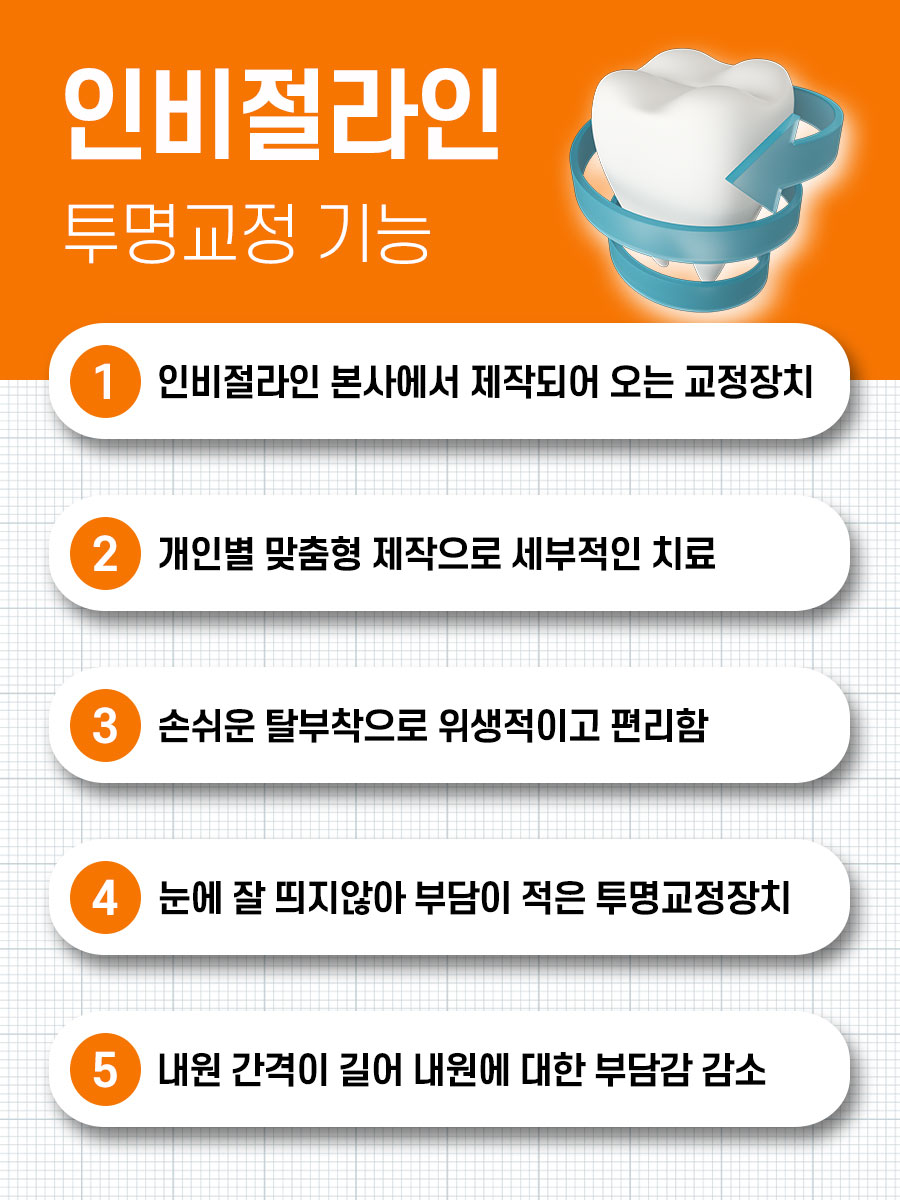 인비절라인
투명교정 기능
1 인비절라인 본사에서 제작되어 오는 교정장치
2 개인별 맞춤형 제작으로 세부적인 치료
3 손쉬운 탈부착으로 위생적이고 편리함
4 눈에 잘 띄지않아 부담이 적은 투명교정장치
5 내원 간격이 길어 내원에 대한 부담감 감소